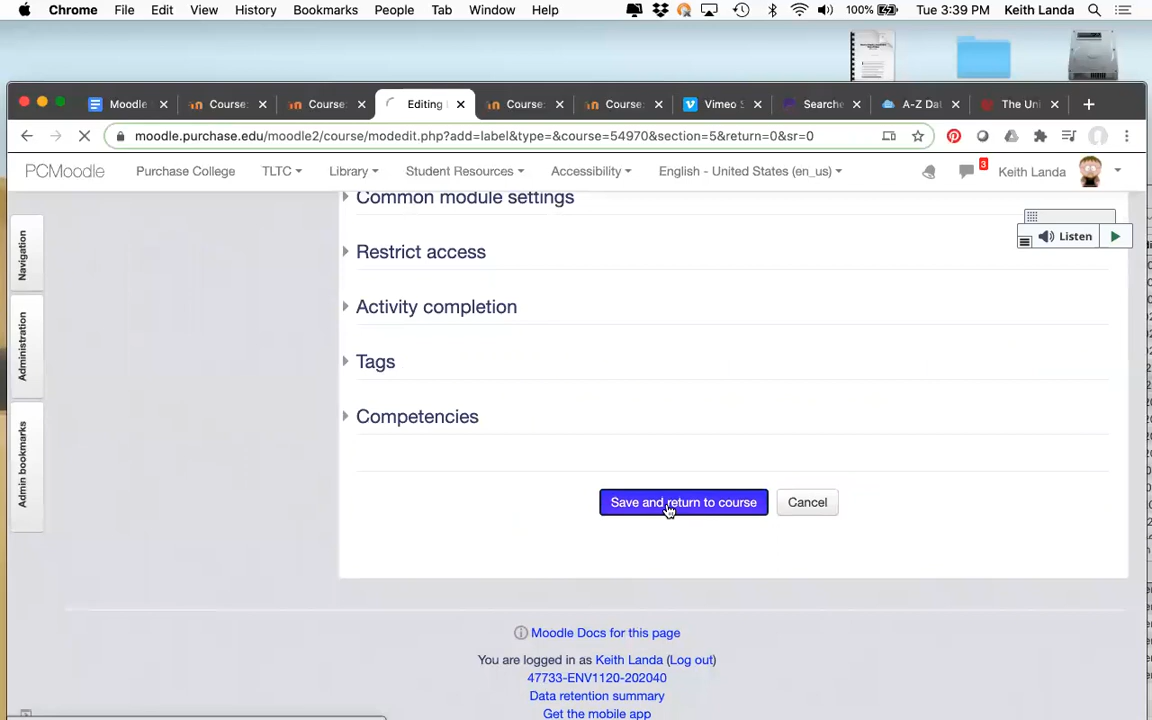 Chrome File Edit View History Bookmarks People Tab Window Help 100% Tue 3:39 PM Keith Landa
Moodle Course: Course: Editing Course: Course: Vimeo S Searche A-Z Dat The Uni
moodle.purchase.edu/moodle2/course/modedit.php?add=label&type=&course=54970&section=5&return=0&sr=0
PCMoodle Purchase College TLTC Library Student Resources Accessibility English - United States (en_us) 3 Keith Landa
Common module settings
Listen
Navigation
Restrict access
Administration
Activity completion
Tags
Competencies
Admin bookmarks
Save and return to course Cancel
Moodle Docs for this page
You are logged in as Keith Landa (Log out)
47733-ENV1120-202040
Data retention summary
Get the mobile app